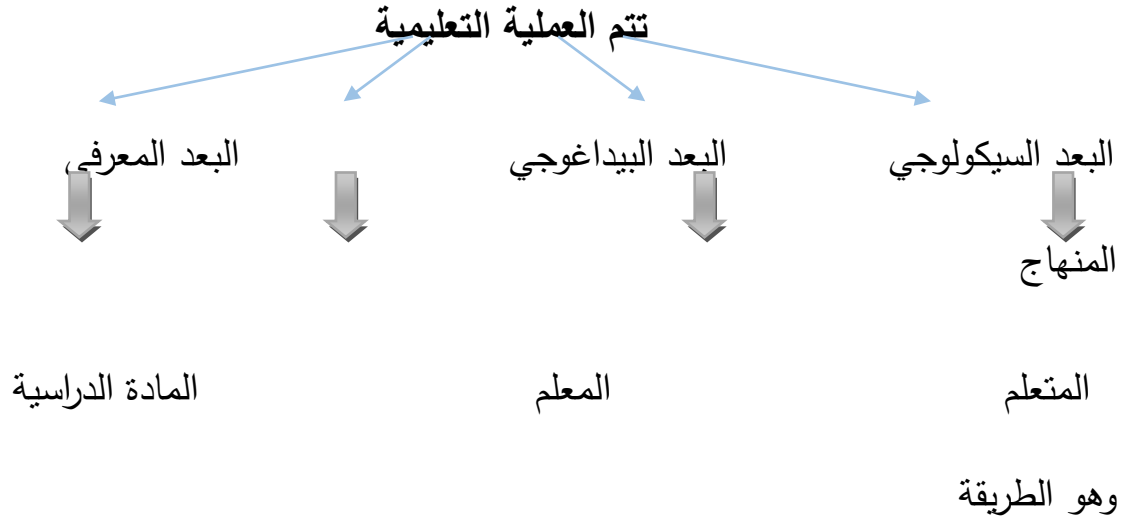 تتم العملية التعليمية
البعد السيكولوجي البعد البيداغوجي البعد المعرفي
المنهاج
المتعلم المعلم المادة الدراسية
وهو الطريقة